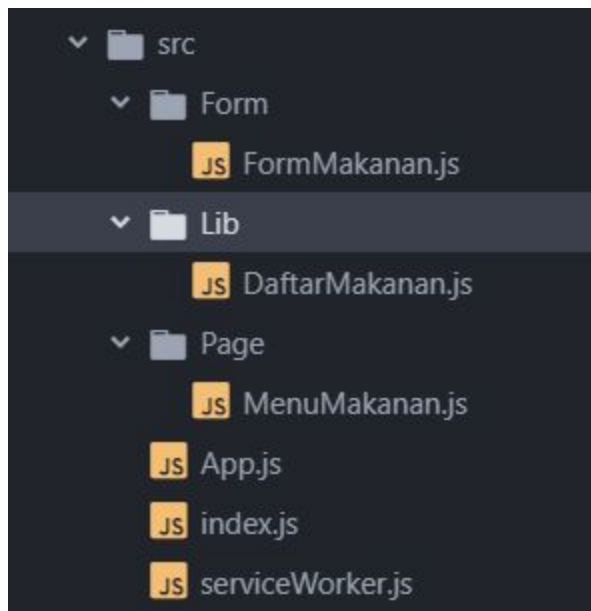 src
Form
JS FormMakanan.js
Lib
JS DaftarMakanan.js
Page
JS MenuMakanan.js
JS App.js
JS index.js
JS serviceWorker.js